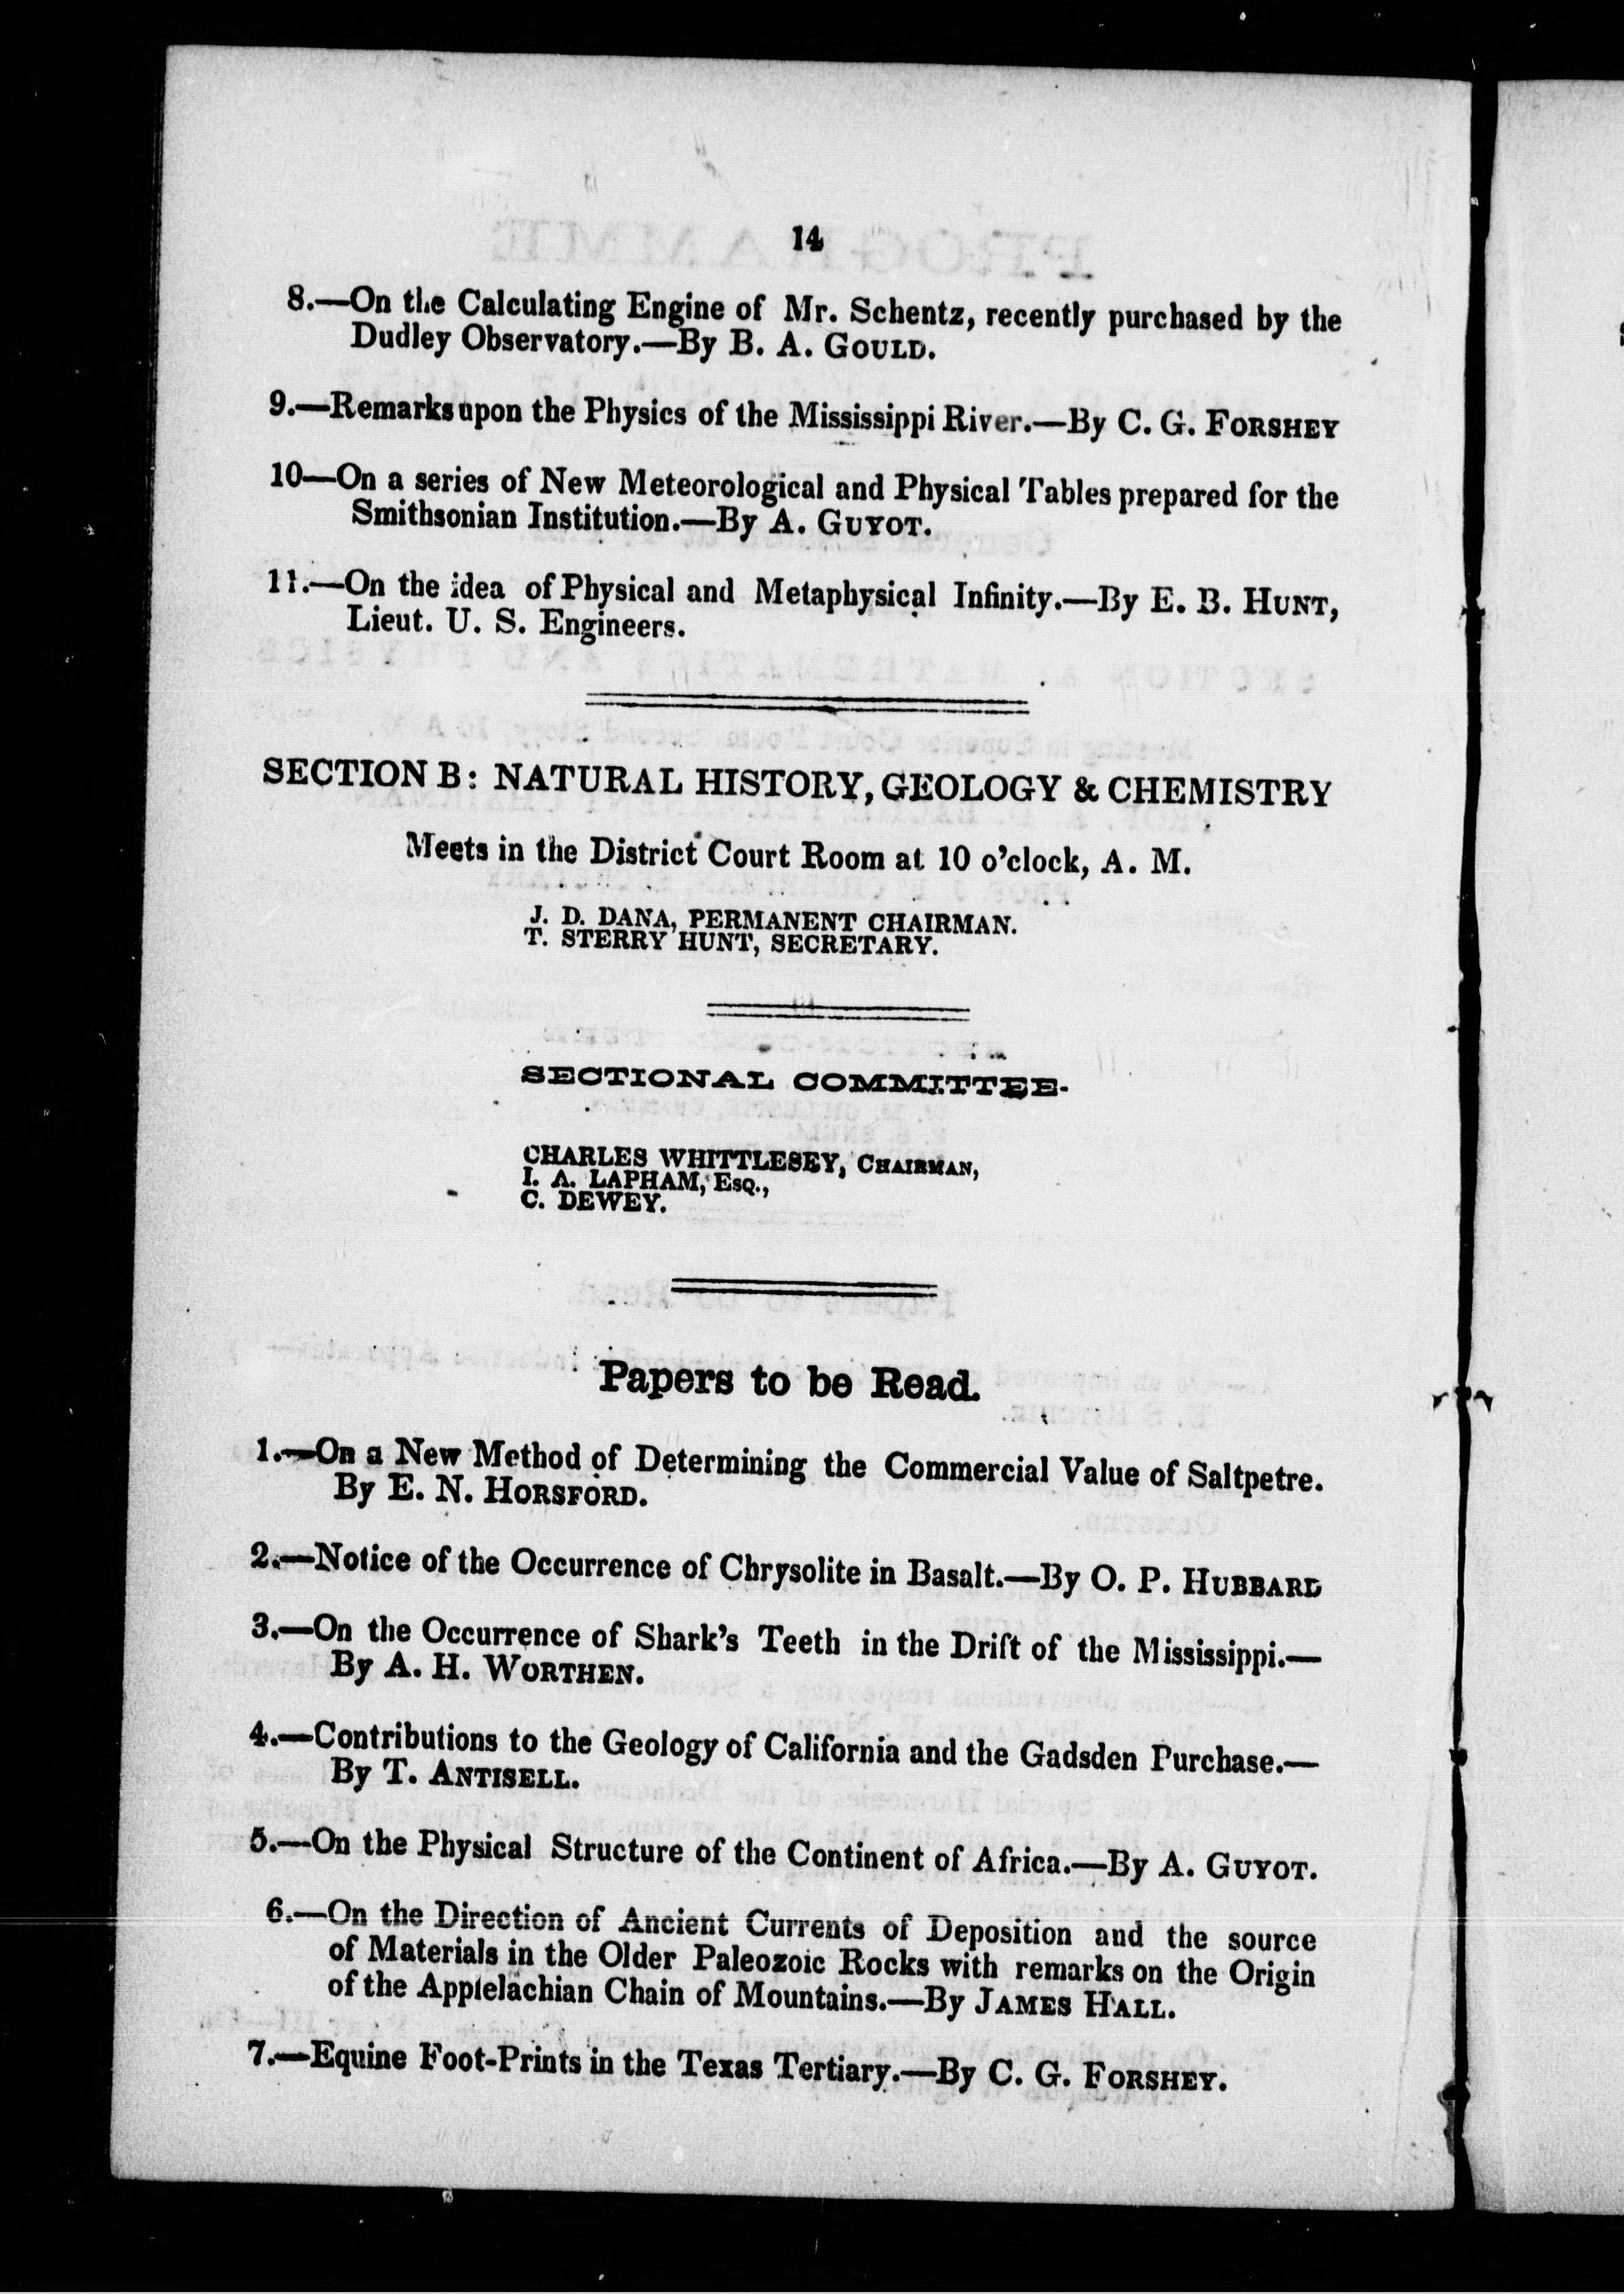 14
8.—On the Calculating Engine of Mr. Schentz, recently purchased by the
Dudley Observatory.—By B. A. GOULD.
9.—Remarks upon the Physics of the Mississippi River.—By C. G. FORSHEY
10—On a series of New Meteorological and Physical Tables prepared for the
Smithsonian Institution.—By A. GUYOT.
11.—On the idea of Physical and Metaphysical Infinity.—By E. B. HUNT,
Lieut. U. S. Engineers.
SECTION B: NATURAL HISTORY, GEOLOGY & CHEMISTRY
Meets in the District Court Room at 10 o'clock, A. M.
J. D. DANA, PERMANENT CHAIRMAN.
T. STERRY HUNT, SECRETARY.
SECTIONAL COMMITTEE.
CHARLES WHITTLESEY, CHAIRMAN,
I. A. LAPHAM, ESQ.,
C. DEWEY.
Papers to be Read.
1.—On a New Method of Determining the Commercial Value of Saltpetre.
By E. N. HORSFORD.
2.—Notice of the Occurrence of Chrysolite in Basalt.—By O. P. HUBBARD
3.—On the Occurrence of Shark's Teeth in the Drift of the Mississippi.—
By A. H. WORTHEN.
4.—Contributions to the Geology of California and the Gadsden Purchase.—
By T. ANTISELL.
5.—On the Physical Structure of the Continent of Africa.—By A. GUYOT.
6.—On the Direction of Ancient Currents of Deposition and the source
of Materials in the Older Paleozoic Rocks with remarks on the Origin
of the Applelachian Chain of Mountains.—By JAMES HALL.
7.—Equine Foot-Prints in the Texas Tertiary.—By C. G. FORSHEY.